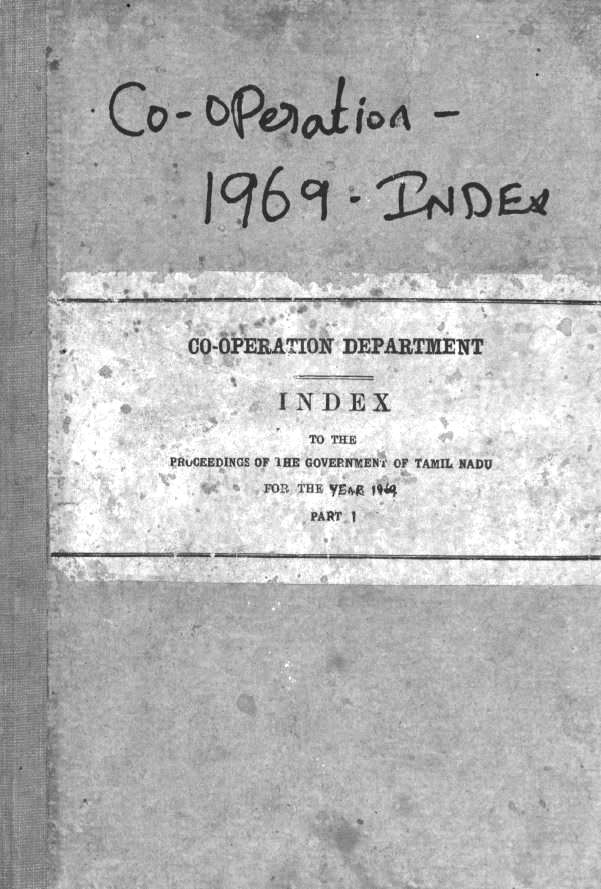 Co-OPeration -
1969 - INDEX
CO-OPERATION DEPARTMENT
INDEX
TO THE
PROCEEDINGS OF THE GOVERNMENT OF TAMIL NADU
FOR THE YEAR 1969
PART 1